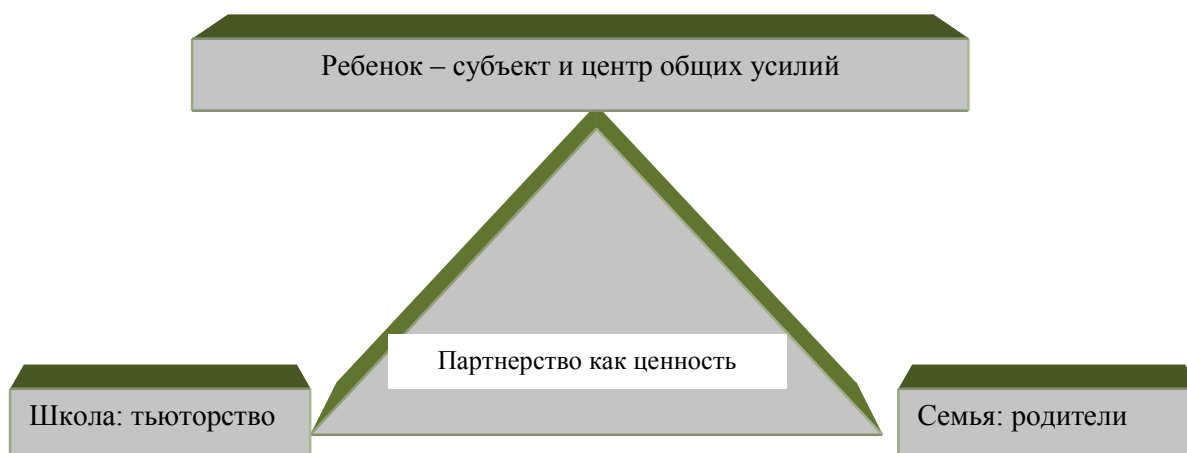 Ребенок – субъект и центр общих усилий
Партнерство как ценность
Школа: тьюторство
Семья: родители